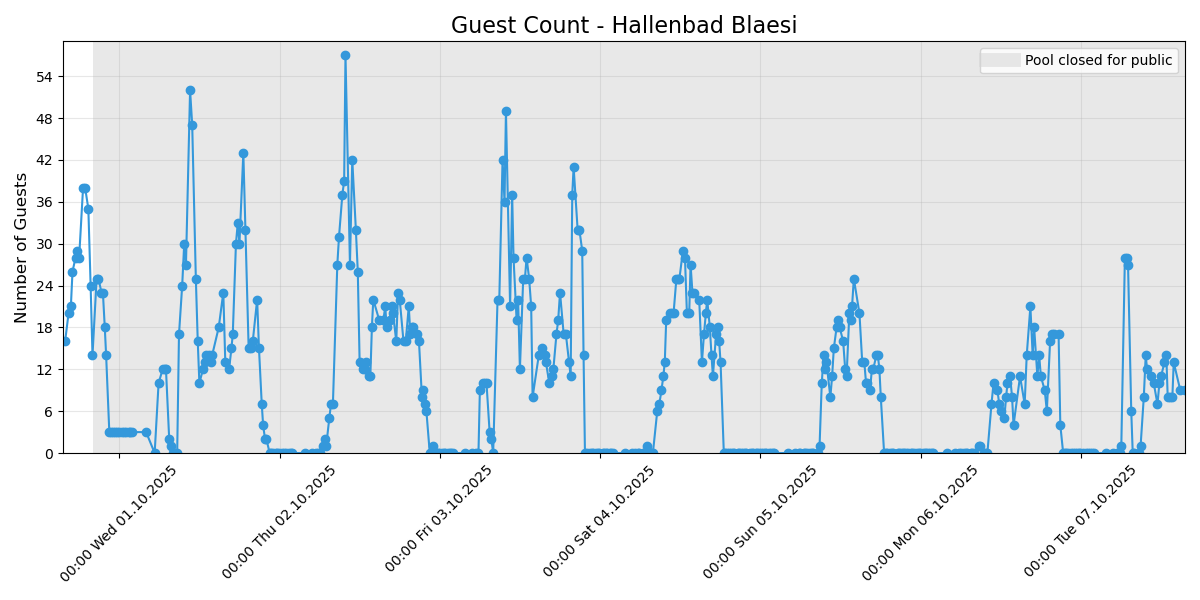 Guest Count - Hallenbad Blaesi
Pool closed for public
Number of Guests
54
48
42
36
30
24
18
12
6
0
00:00 Wed 01.10.2025
00:00 Thu 02.10.2025
00:00 Fri 03.10.2025
00:00 Sat 04.10.2025
00:00 Sun 05.10.2025
00:00 Mon 06.10.2025
00:00 Tue 07.10.2025